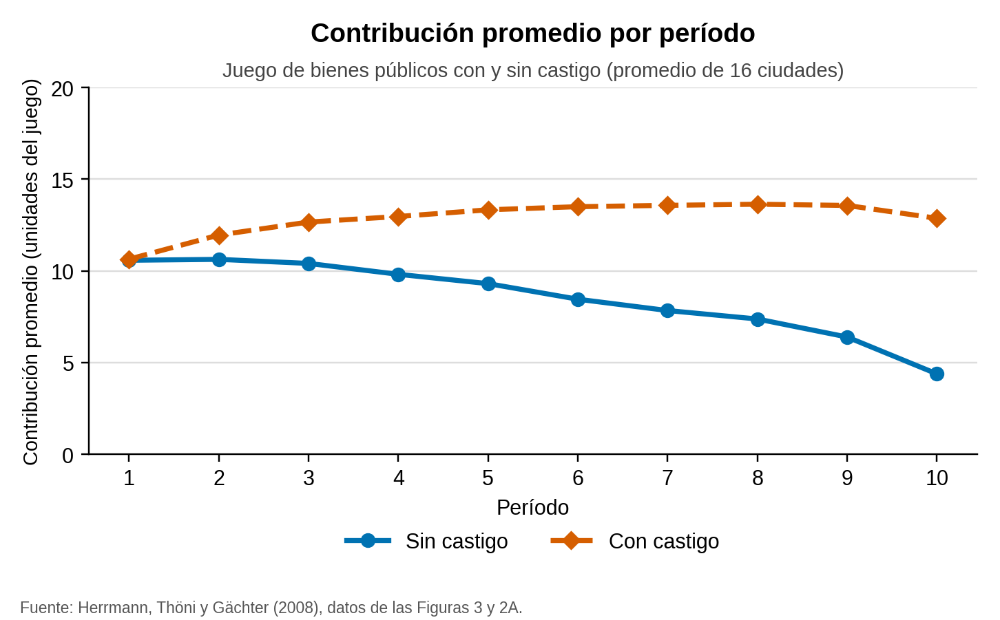 Contribución promedio por período
Juego de bienes públicos con y sin castigo (promedio de 16 ciudades)
Contribución promedio (unidades del juego)
20
15
10
5
0
1 2 3 4 5 6 7 8 9 10
Período
Sin castigo Con castigo
Fuente: Herrmann, Thöni y Gächter (2008), datos de las Figuras 3 y 2A.